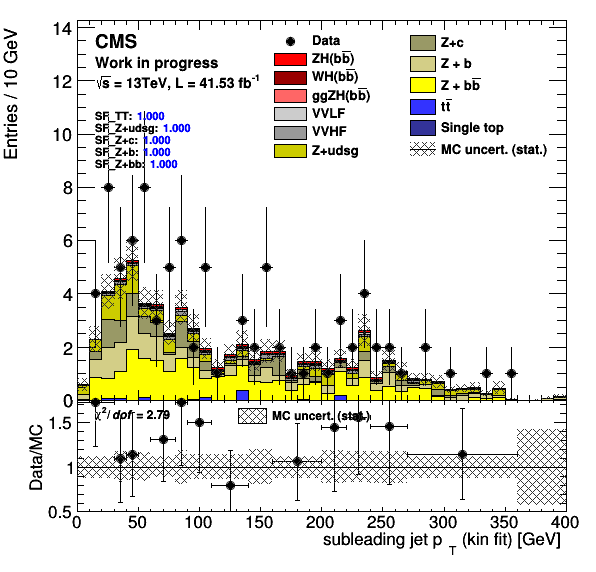 CMS
Work in progress
√s = 13TeV, L = 41.53 fb⁻¹
SF_TT: 1.000
SF_Z+udsg: 1.000
SF_Z+c: 1.000
SF_Z+b: 1.000
SF_Z+bb: 1.000
Data
ZH(bb̅)
WH(bb̅)
ggZH(bb̅)
VVLF
VVHF
Z+udsg
Z+c
Z + b
Z + bb̅
tt̅
Single top
MC uncert. (stat.)
Entries / 10 GeV
14
12
10
8
6
4
2
0
χ²/dof = 2.79
MC uncert. (stat.)
Data/MC
1.5
1
0.5
0 50 100 150 200 250 300 350 400
subleading jet p_T (kin fit) [GeV]